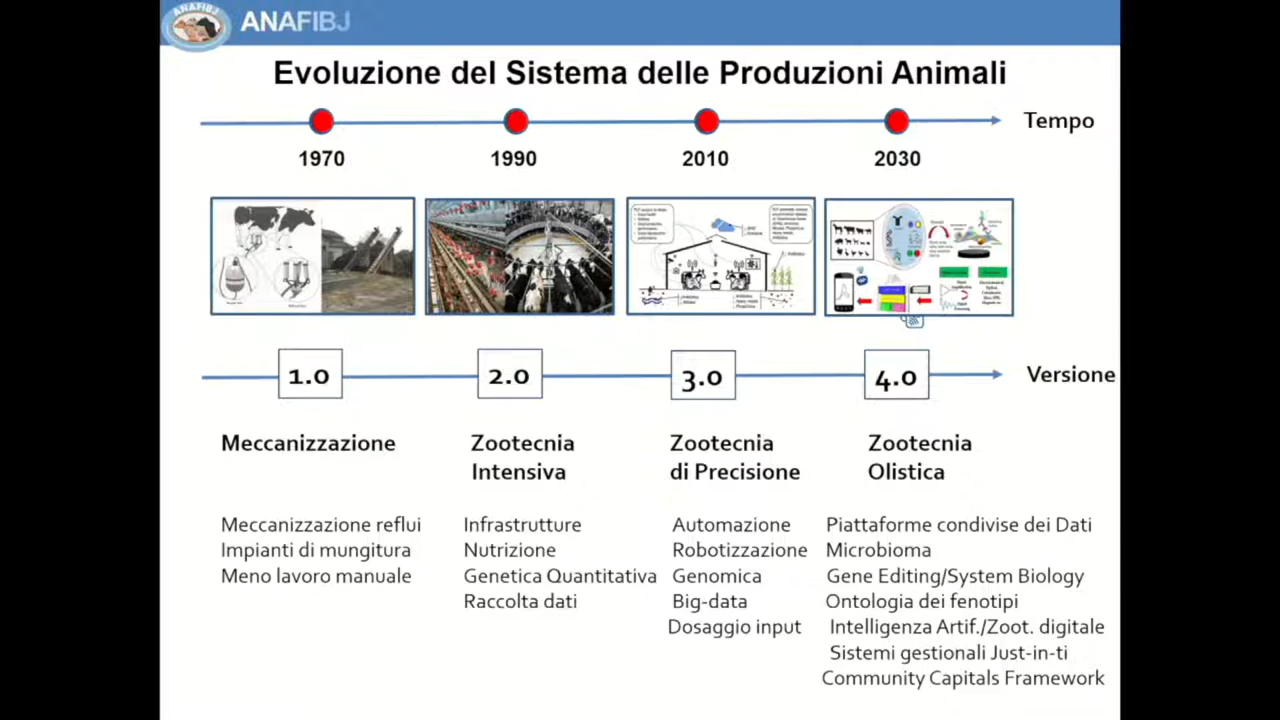 ANAFIBJ
ANAFIBJ
Evoluzione del Sistema delle Produzioni Animali
Tempo
1970
1990
2010
2030
1.0
2.0
3.0
4.0
Versione
Meccanizzazione
Zootecnia
Intensiva
Zootecnia
di Precisione
Zootecnia
Olistica
Meccanizzazione reflui
Impianti di mungitura
Meno lavoro manuale
Infrastrutture
Nutrizione
Genetica Quantitativa
Raccolta dati
Automazione
Robotizzazione
Genomica
Big-data
Dosaggio input
Piattaforme condivise dei Dati
Microbioma
Gene Editing/System Biology
Ontologia dei fenotipi
Intelligenza Artif./Zoot. digitale
Sistemi gestionali Just-in-ti
Community Capitals Framework